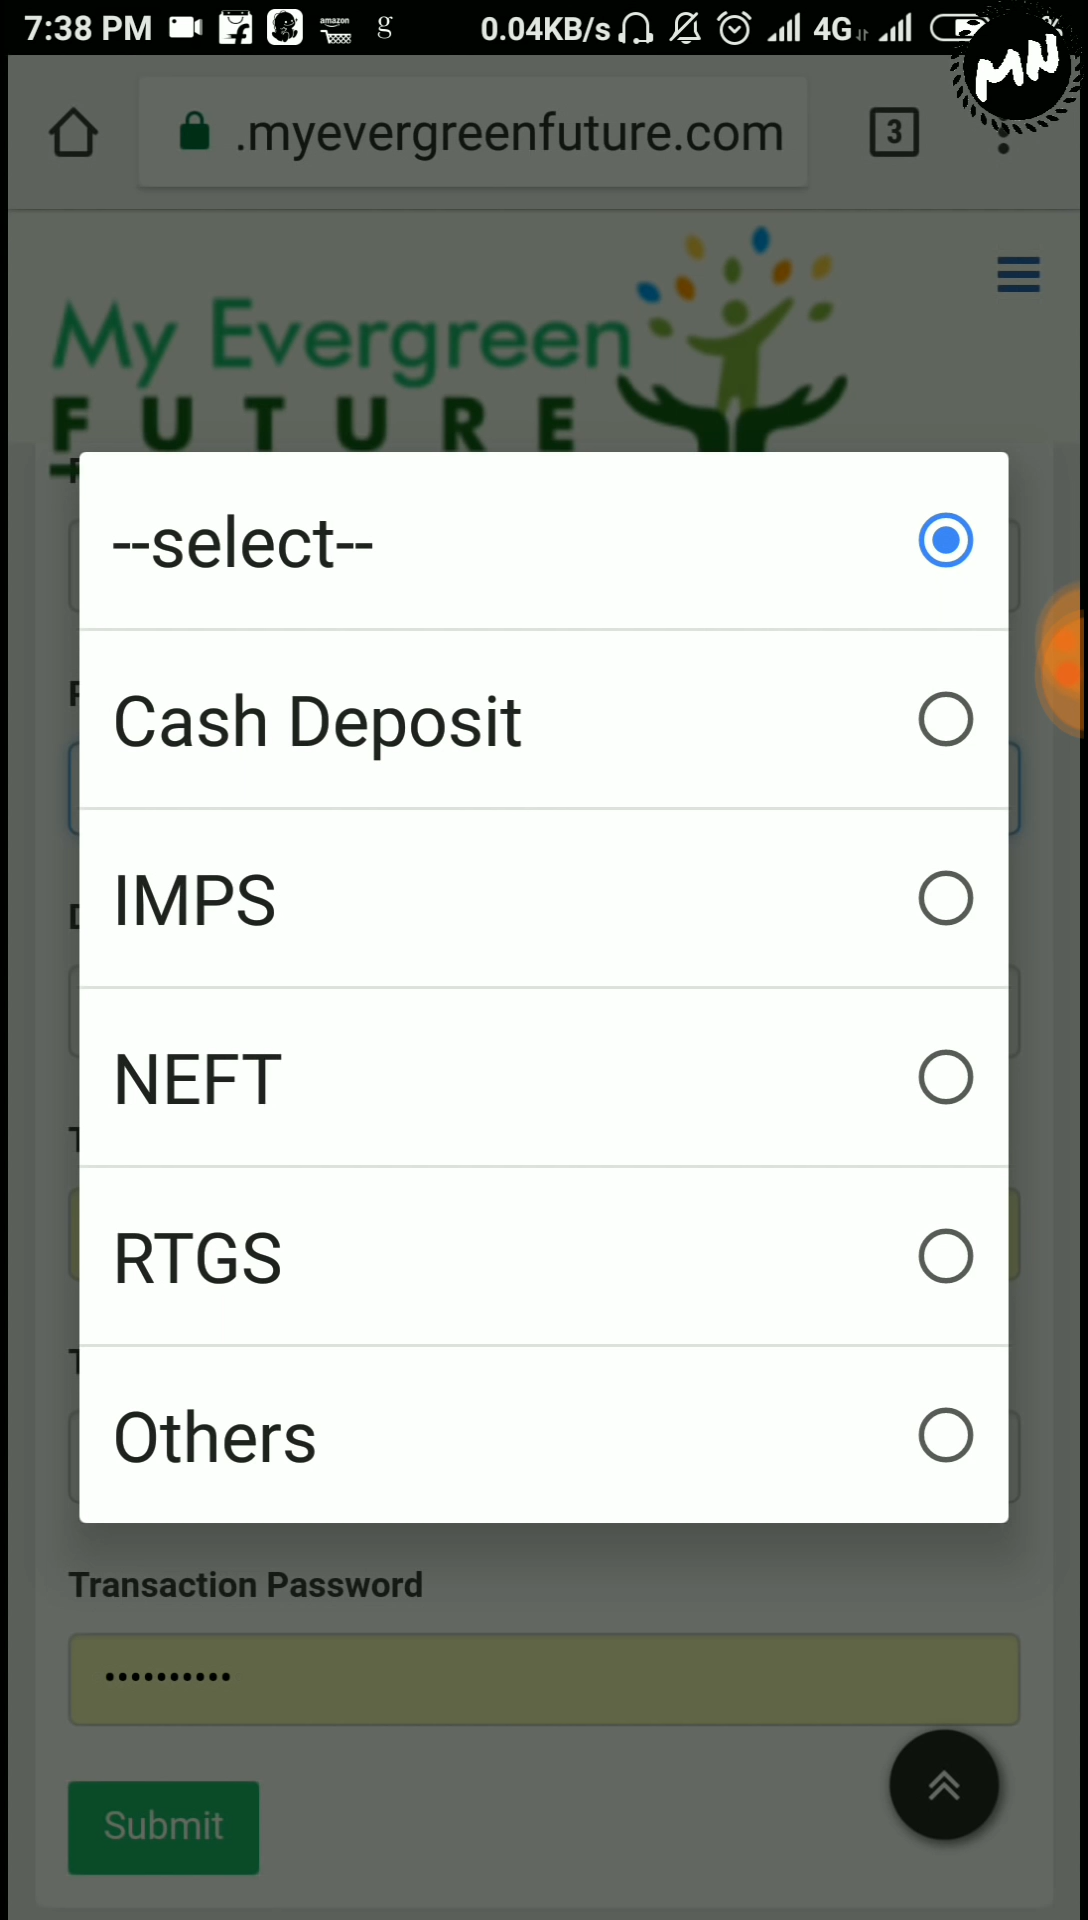 7:38 PM amazon g 0.04KB/s 4G
MN
.myevergreenfuture.com 3
My Evergreen
FUTURE
--select--
Cash Deposit
IMPS
NEFT
RTGS
Others
Transaction Password
••••••••••
Submit